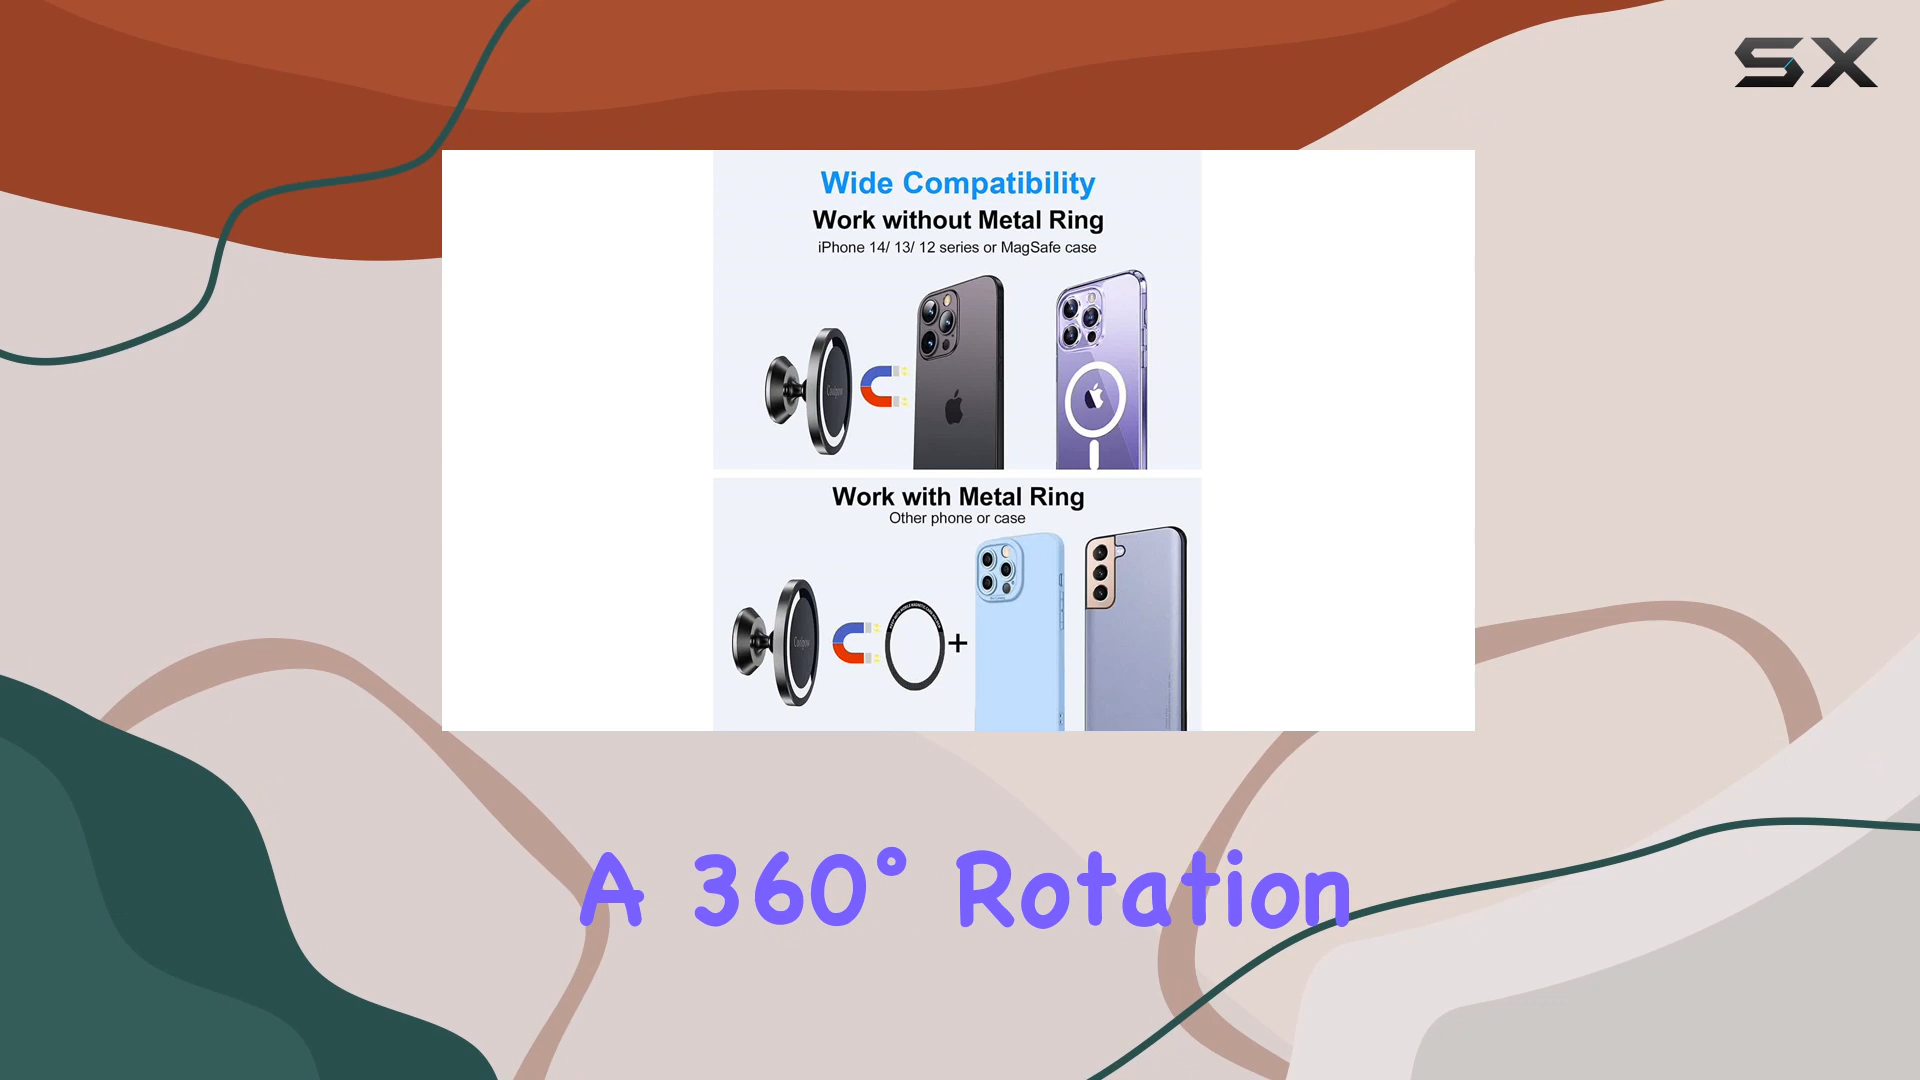 SX
Wide Compatibility
Work without Metal Ring
iPhone 14/ 13/ 12 series or MagSafe case
Work with Metal Ring
Other phone or case
+
A 360° Rotation